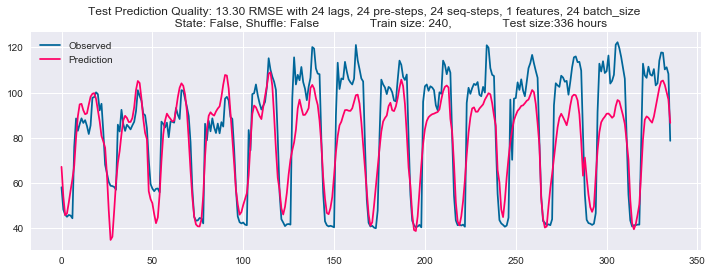 Test Prediction Quality: 13.30 RMSE with 24 lags, 24 pre-steps, 24 seq-steps, 1 features, 24 batch_size
State: False, Shuffle: False Train size: 240, Test size:336 hours
Observed
Prediction
120
100
80
60
40
0 50 100 150 200 250 300 350